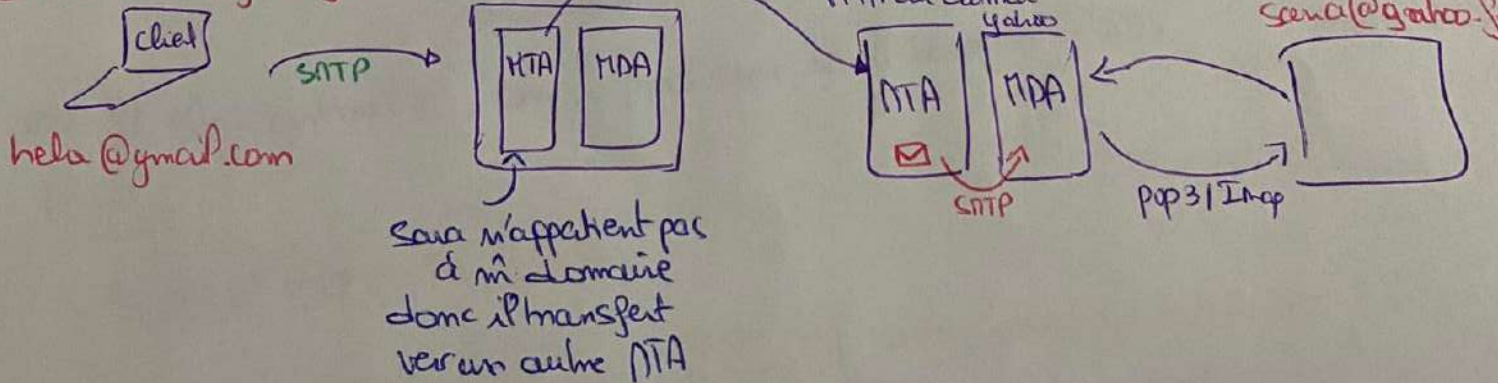 yahoo
client
SMTP
MTA
MDA
MTA
MDA
hela@gmail.com
SMTP
pop3/Imap
Sara n'appatient pas
à m̂ domaine
donc il transfert
vers un autre MTA